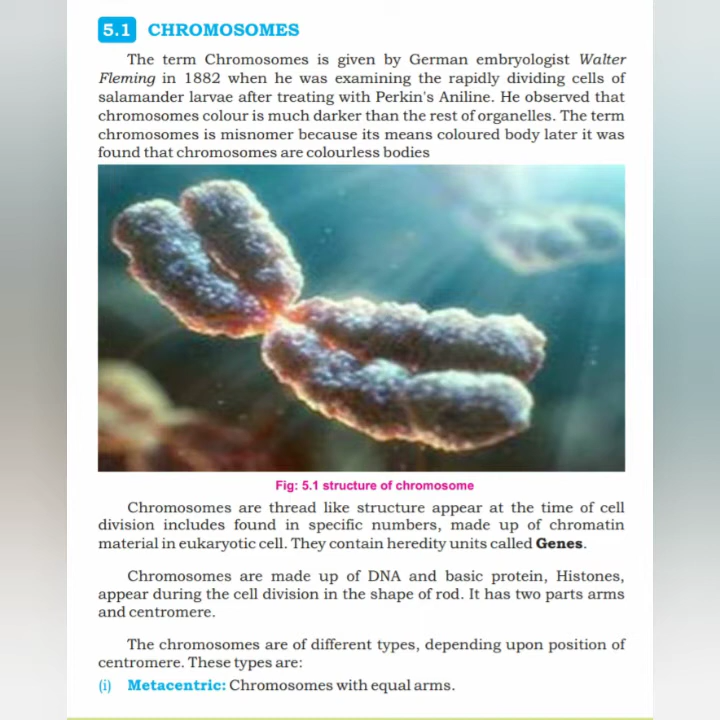 5.1 CHROMOSOMES
The term Chromosomes is given by German embryologist Walter
Fleming in 1882 when he was examining the rapidly dividing cells of
salamander larvae after treating with Perkin's Aniline. He observed that
chromosomes colour is much darker than the rest of organelles. The term
chromosomes is misnomer because its means coloured body later it was
found that chromosomes are colourless bodies
Fig: 5.1 structure of chromosome
Chromosomes are thread like structure appear at the time of cell
division includes found in specific numbers, made up of chromatin
material in eukaryotic cell. They contain heredity units called Genes.
Chromosomes are made up of DNA and basic protein, Histones,
appear during the cell division in the shape of rod. It has two parts arms
and centromere.
The chromosomes are of different types, depending upon position of
centromere. These types are:
(i) Metacentric: Chromosomes with equal arms.